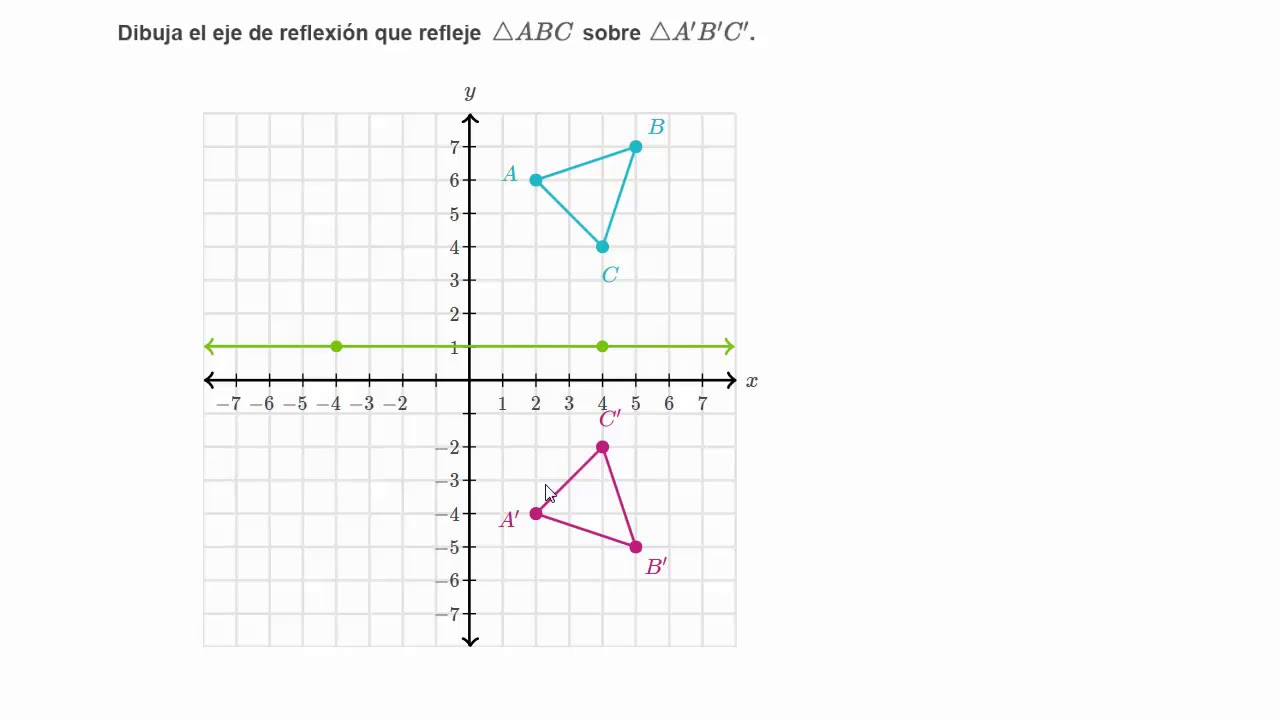 Dibuja el eje de reflexión que refleje △ABC sobre △A′B′C′.
y
B
7
A
6
5
4
C
3
2
1
x
−7 −6 −5 −4 −3 −2 1 2 3 4 5 6 7
C′
−2
−3
−4
A′
−5
B′
−6
−7